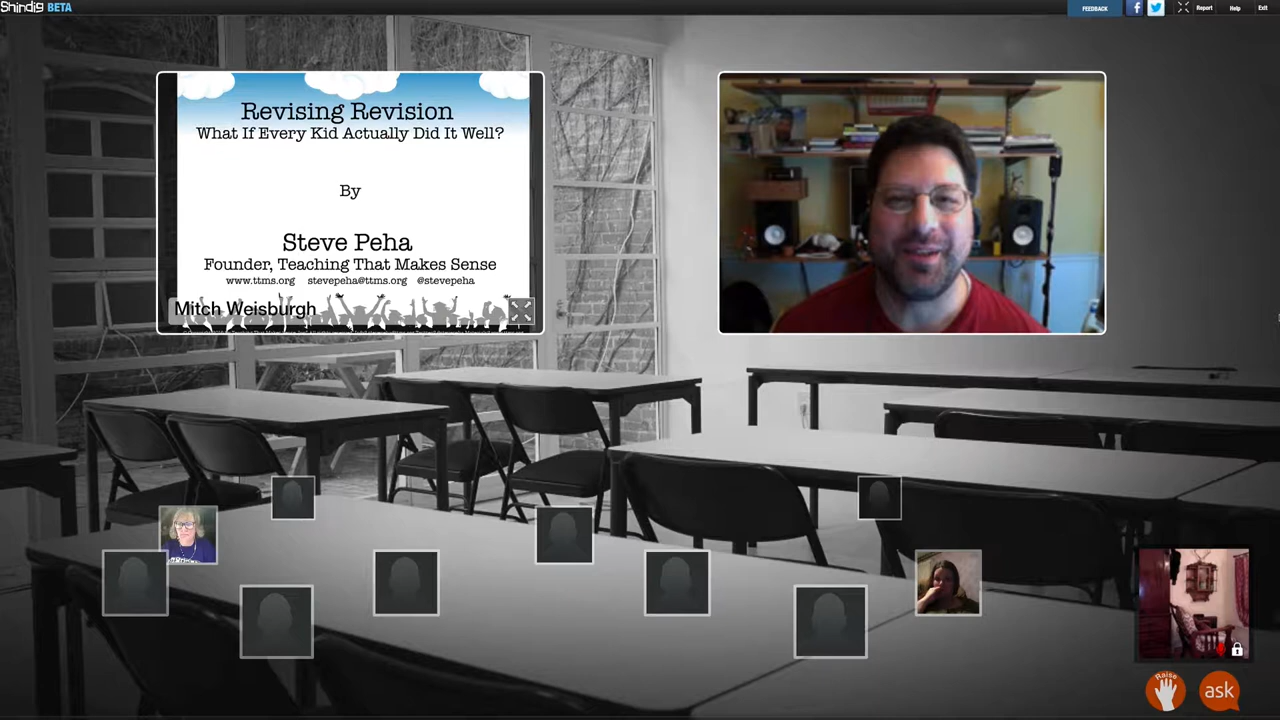 Shindig BETA
FEEDBACK
Report
Help
Exit
Revising Revision
What If Every Kid Actually Did It Well?
By
Steve Peha
Founder, Teaching That Makes Sense
www.ttms.org stevepeha@ttms.org @stevepeha
Mitch Weisburgh
Raise
ask